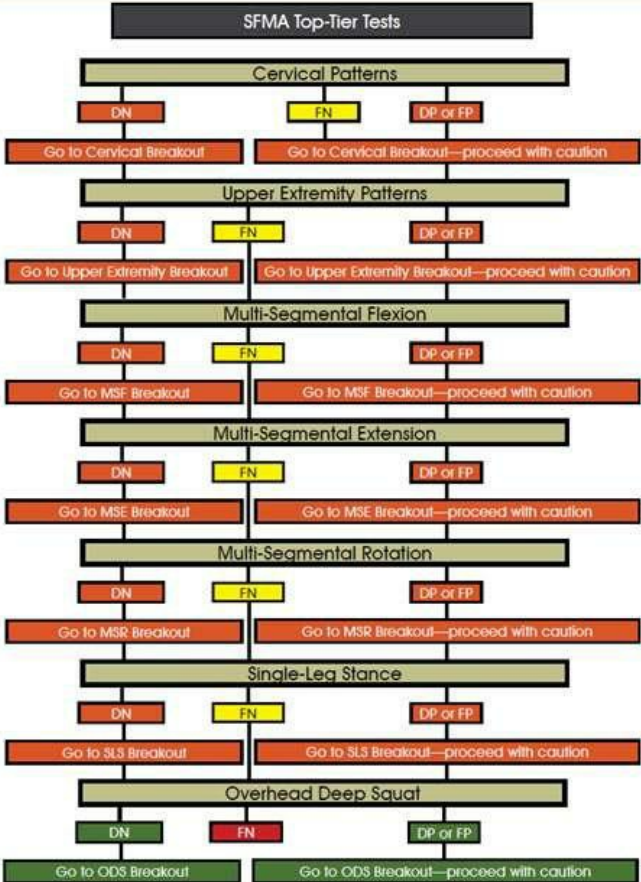 SFMA Top-Tier Tests
Cervical Patterns
DN FN DP or FP
Go to Cervical Breakout Go to Cervical Breakout—proceed with caution
Upper Extremity Patterns
DN FN DP or FP
Go to Upper Extremity Breakout Go to Upper Extremity Breakout—proceed with caution
Multi-Segmental Flexion
DN FN DP or FP
Go to MSF Breakout Go to MSF Breakout—proceed with caution
Multi-Segmental Extension
DN FN DP or FP
Go to MSE Breakout Go to MSE Breakout—proceed with caution
Multi-Segmental Rotation
DN FN DP or FP
Go to MSR Breakout Go to MSR Breakout—proceed with caution
Single-Leg Stance
DN FN DP or FP
Go to SLS Breakout Go to SLS Breakout—proceed with caution
Overhead Deep Squat
DN FN DP or FP
Go to ODS Breakout Go to ODS Breakout—proceed with caution